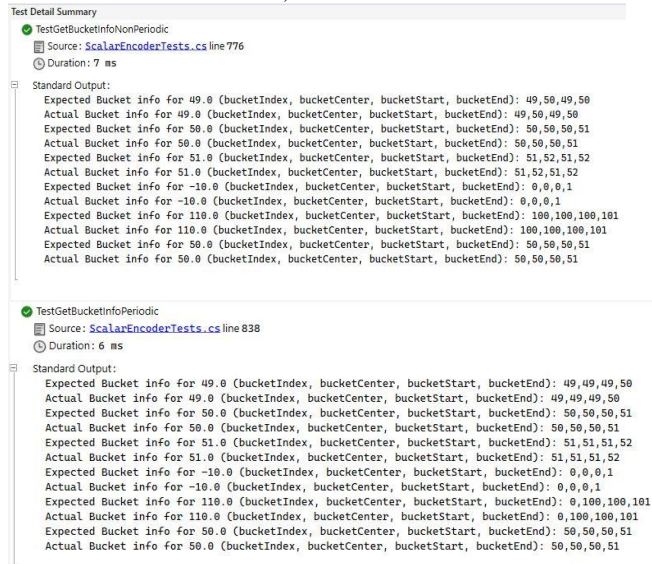 Test Detail Summary
TestGetBucketInfoNonPeriodic
Source: ScalarEncoderTests.cs line 776
Duration: 7 ms
Standard Output:
Expected Bucket info for 49.0 (bucketIndex, bucketCenter, bucketStart, bucketEnd): 49,50,49,50
Actual Bucket info for 49.0 (bucketIndex, bucketCenter, bucketStart, bucketEnd): 49,50,49,50
Expected Bucket info for 50.0 (bucketIndex, bucketCenter, bucketStart, bucketEnd): 50,50,50,51
Actual Bucket info for 50.0 (bucketIndex, bucketCenter, bucketStart, bucketEnd): 50,50,50,51
Expected Bucket info for 51.0 (bucketIndex, bucketCenter, bucketStart, bucketEnd): 51,52,51,52
Actual Bucket info for 51.0 (bucketIndex, bucketCenter, bucketStart, bucketEnd): 51,52,51,52
Expected Bucket info for -10.0 (bucketIndex, bucketCenter, bucketStart, bucketEnd): 0,0,0,1
Actual Bucket info for -10.0 (bucketIndex, bucketCenter, bucketStart, bucketEnd): 0,0,0,1
Expected Bucket info for 110.0 (bucketIndex, bucketCenter, bucketStart, bucketEnd): 100,100,100,101
Actual Bucket info for 110.0 (bucketIndex, bucketCenter, bucketStart, bucketEnd): 100,100,100,101
Expected Bucket info for 50.0 (bucketIndex, bucketCenter, bucketStart, bucketEnd): 50,50,50,51
Actual Bucket info for 50.0 (bucketIndex, bucketCenter, bucketStart, bucketEnd): 50,50,50,51
TestGetBucketInfoPeriodic
Source: ScalarEncoderTests.cs line 838
Duration: 6 ms
Standard Output:
Expected Bucket info for 49.0 (bucketIndex, bucketCenter, bucketStart, bucketEnd): 49,49,49,50
Actual Bucket info for 49.0 (bucketIndex, bucketCenter, bucketStart, bucketEnd): 49,49,49,50
Expected Bucket info for 50.0 (bucketIndex, bucketCenter, bucketStart, bucketEnd): 50,50,50,51
Actual Bucket info for 50.0 (bucketIndex, bucketCenter, bucketStart, bucketEnd): 50,50,50,51
Expected Bucket info for 51.0 (bucketIndex, bucketCenter, bucketStart, bucketEnd): 51,51,51,52
Actual Bucket info for 51.0 (bucketIndex, bucketCenter, bucketStart, bucketEnd): 51,51,51,52
Expected Bucket info for -10.0 (bucketIndex, bucketCenter, bucketStart, bucketEnd): 0,0,0,1
Actual Bucket info for -10.0 (bucketIndex, bucketCenter, bucketStart, bucketEnd): 0,0,0,1
Expected Bucket info for 110.0 (bucketIndex, bucketCenter, bucketStart, bucketEnd): 0,100,100,101
Actual Bucket info for 110.0 (bucketIndex, bucketCenter, bucketStart, bucketEnd): 0,100,100,101
Expected Bucket info for 50.0 (bucketIndex, bucketCenter, bucketStart, bucketEnd): 50,50,50,51
Actual Bucket info for 50.0 (bucketIndex, bucketCenter, bucketStart, bucketEnd): 50,50,50,51